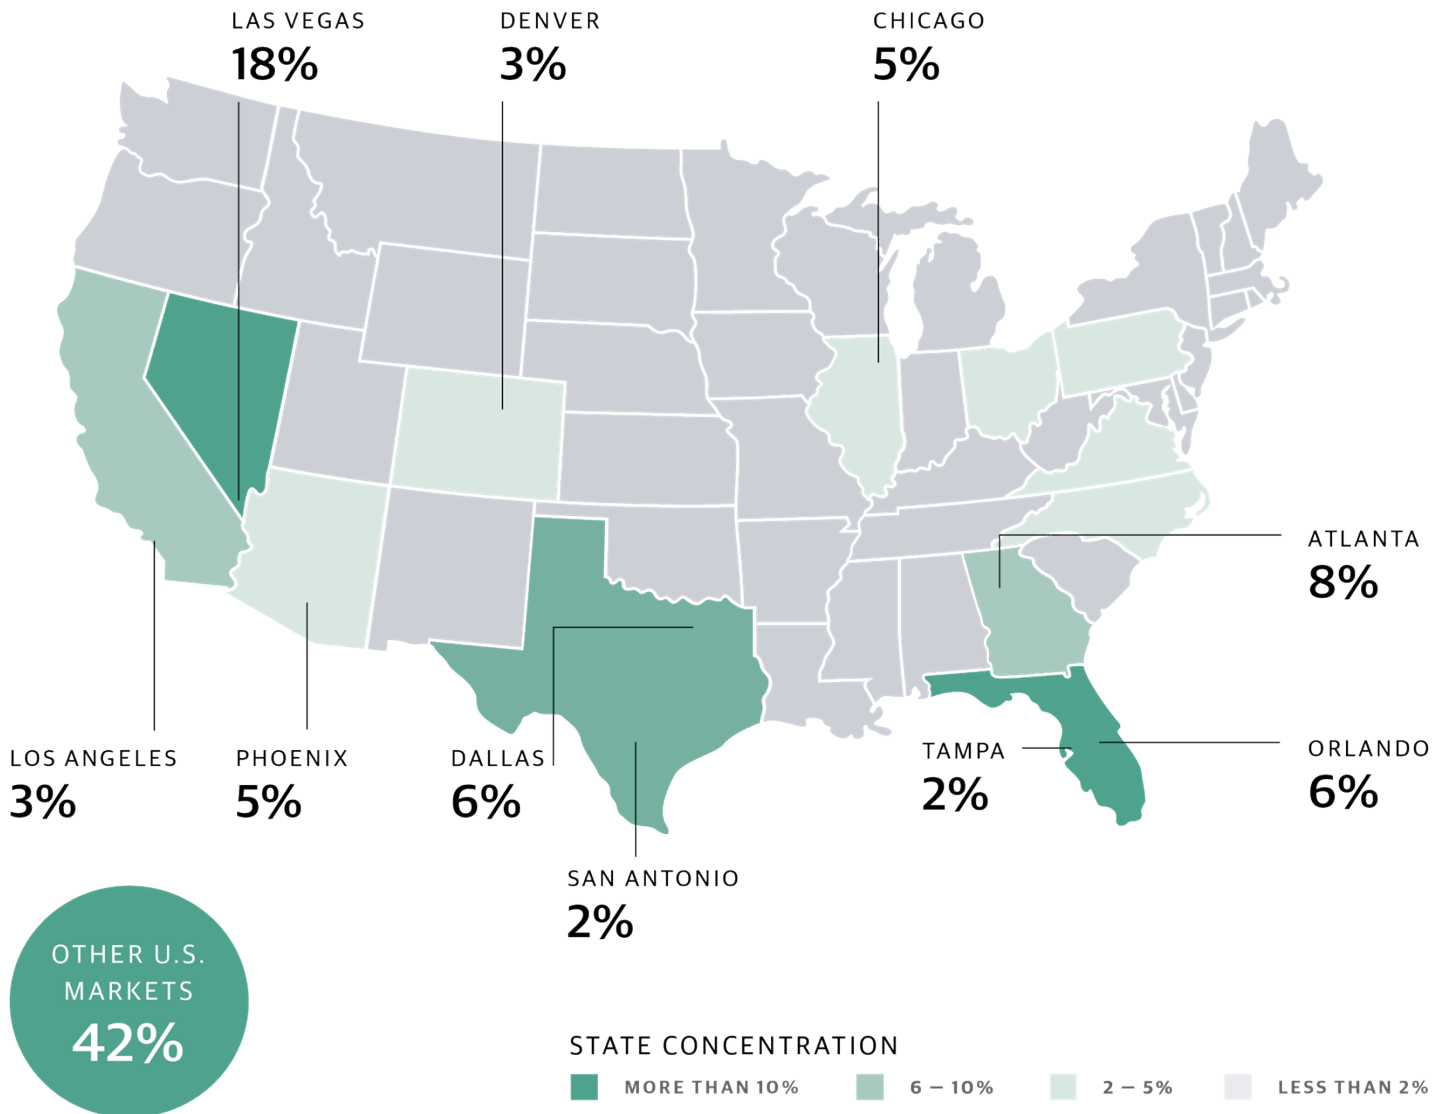 LAS VEGAS
18%
DENVER
3%
CHICAGO
5%
ATLANTA
8%
LOS ANGELES
3%
PHOENIX
5%
DALLAS
6%
TAMPA
2%
ORLANDO
6%
SAN ANTONIO
2%
OTHER U.S.
MARKETS
42%
STATE CONCENTRATION
MORE THAN 10%
6 – 10%
2 – 5%
LESS THAN 2%